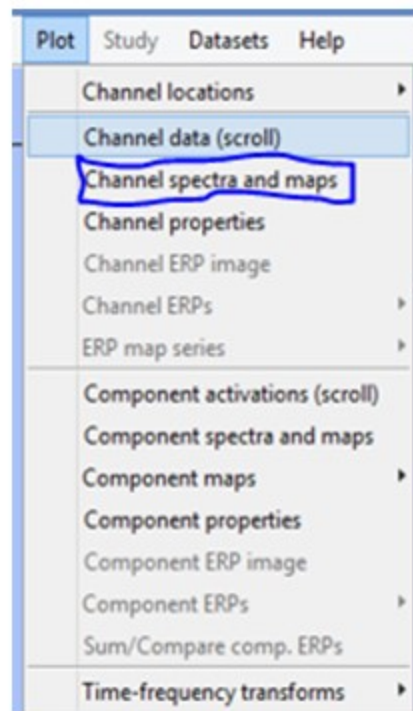 Plot Study Datasets Help
Channel locations
Channel data (scroll)
Channel spectra and maps
Channel properties
Channel ERP image
Channel ERPs
ERP map series
Component activations (scroll)
Component spectra and maps
Component maps
Component properties
Component ERP image
Component ERPs
Sum/Compare comp. ERPs
Time-frequency transforms